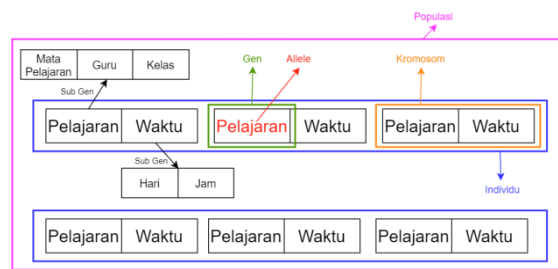 Populasi
Mata Pelajaran
Guru
Kelas
Gen
Allele
Kromosom
Sub Gen
Pelajaran
Waktu
Pelajaran
Waktu
Pelajaran
Waktu
Sub Gen
Hari
Jam
Individu
Pelajaran
Waktu
Pelajaran
Waktu
Pelajaran
Waktu